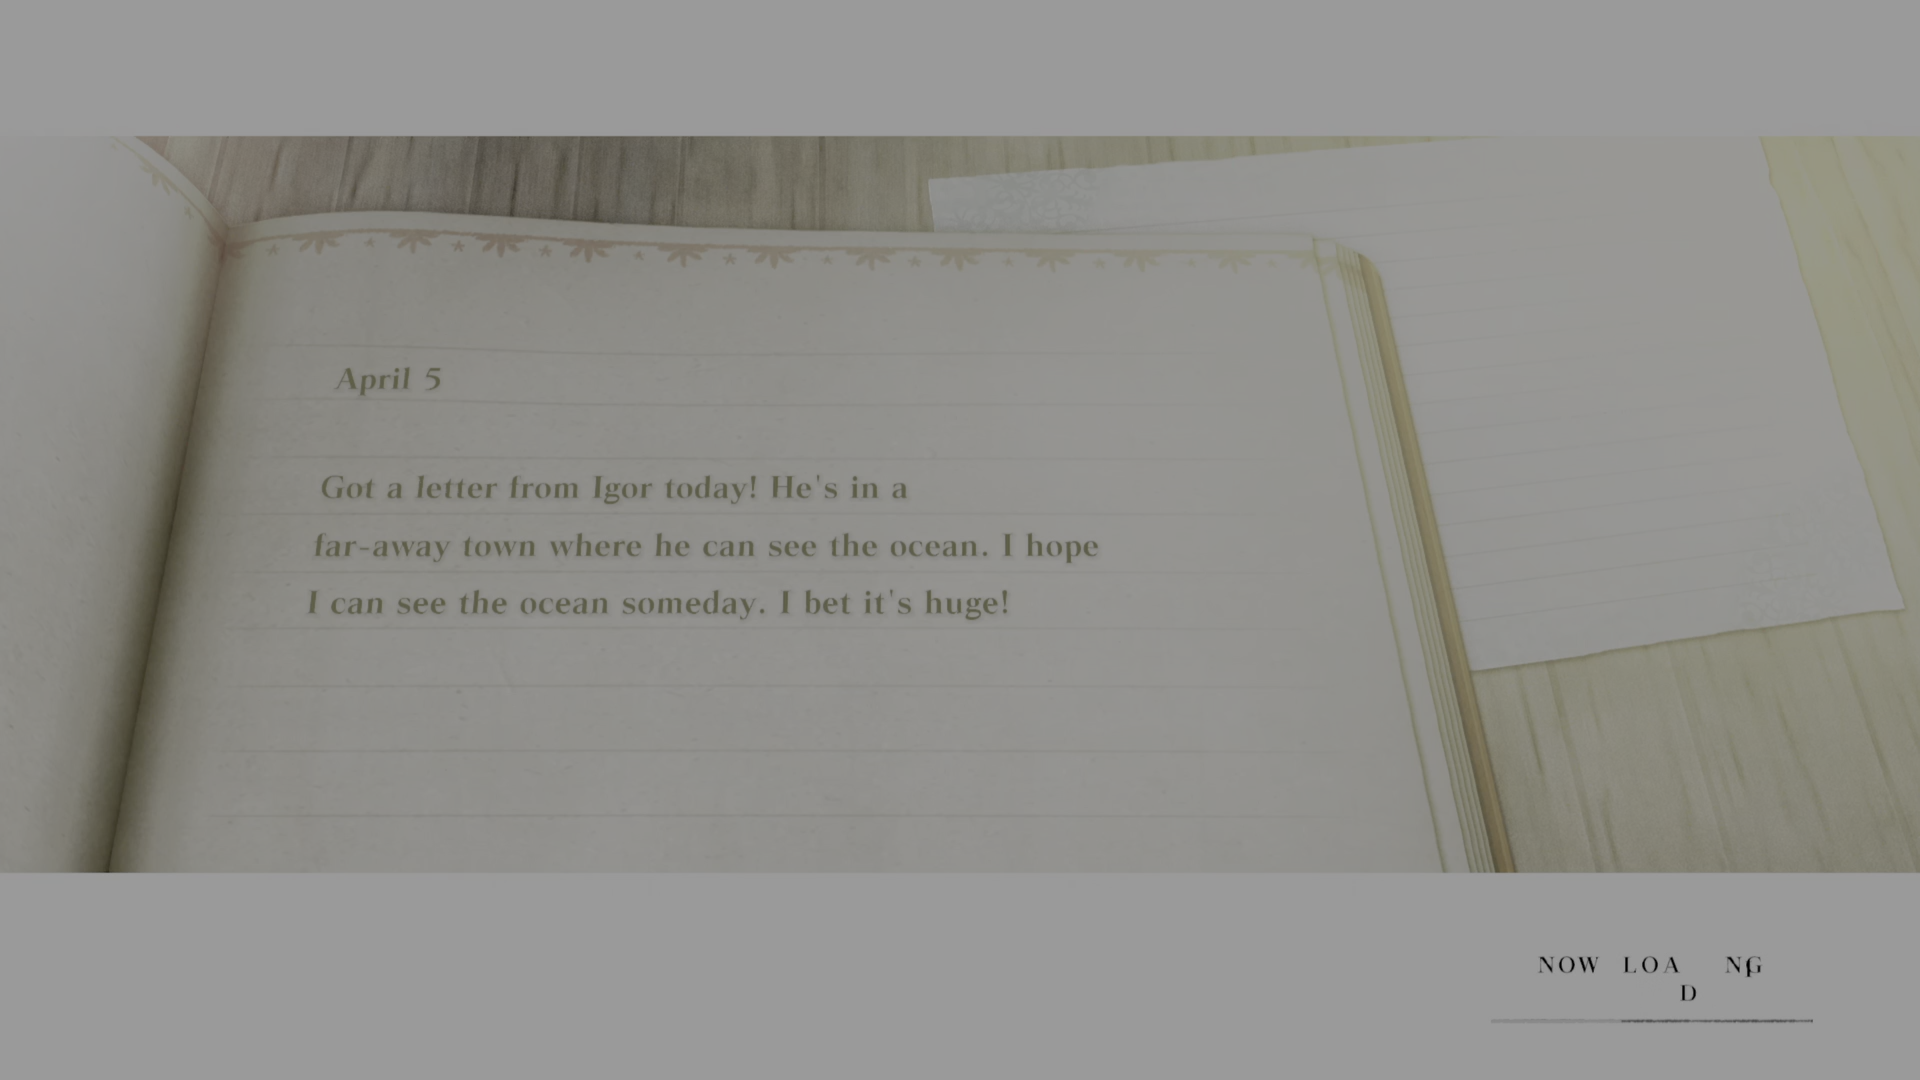 April 5
Got a letter from Igor today! He's in a
far-away town where he can see the ocean. I hope
I can see the ocean someday. I bet it's huge!
NOW LOADING